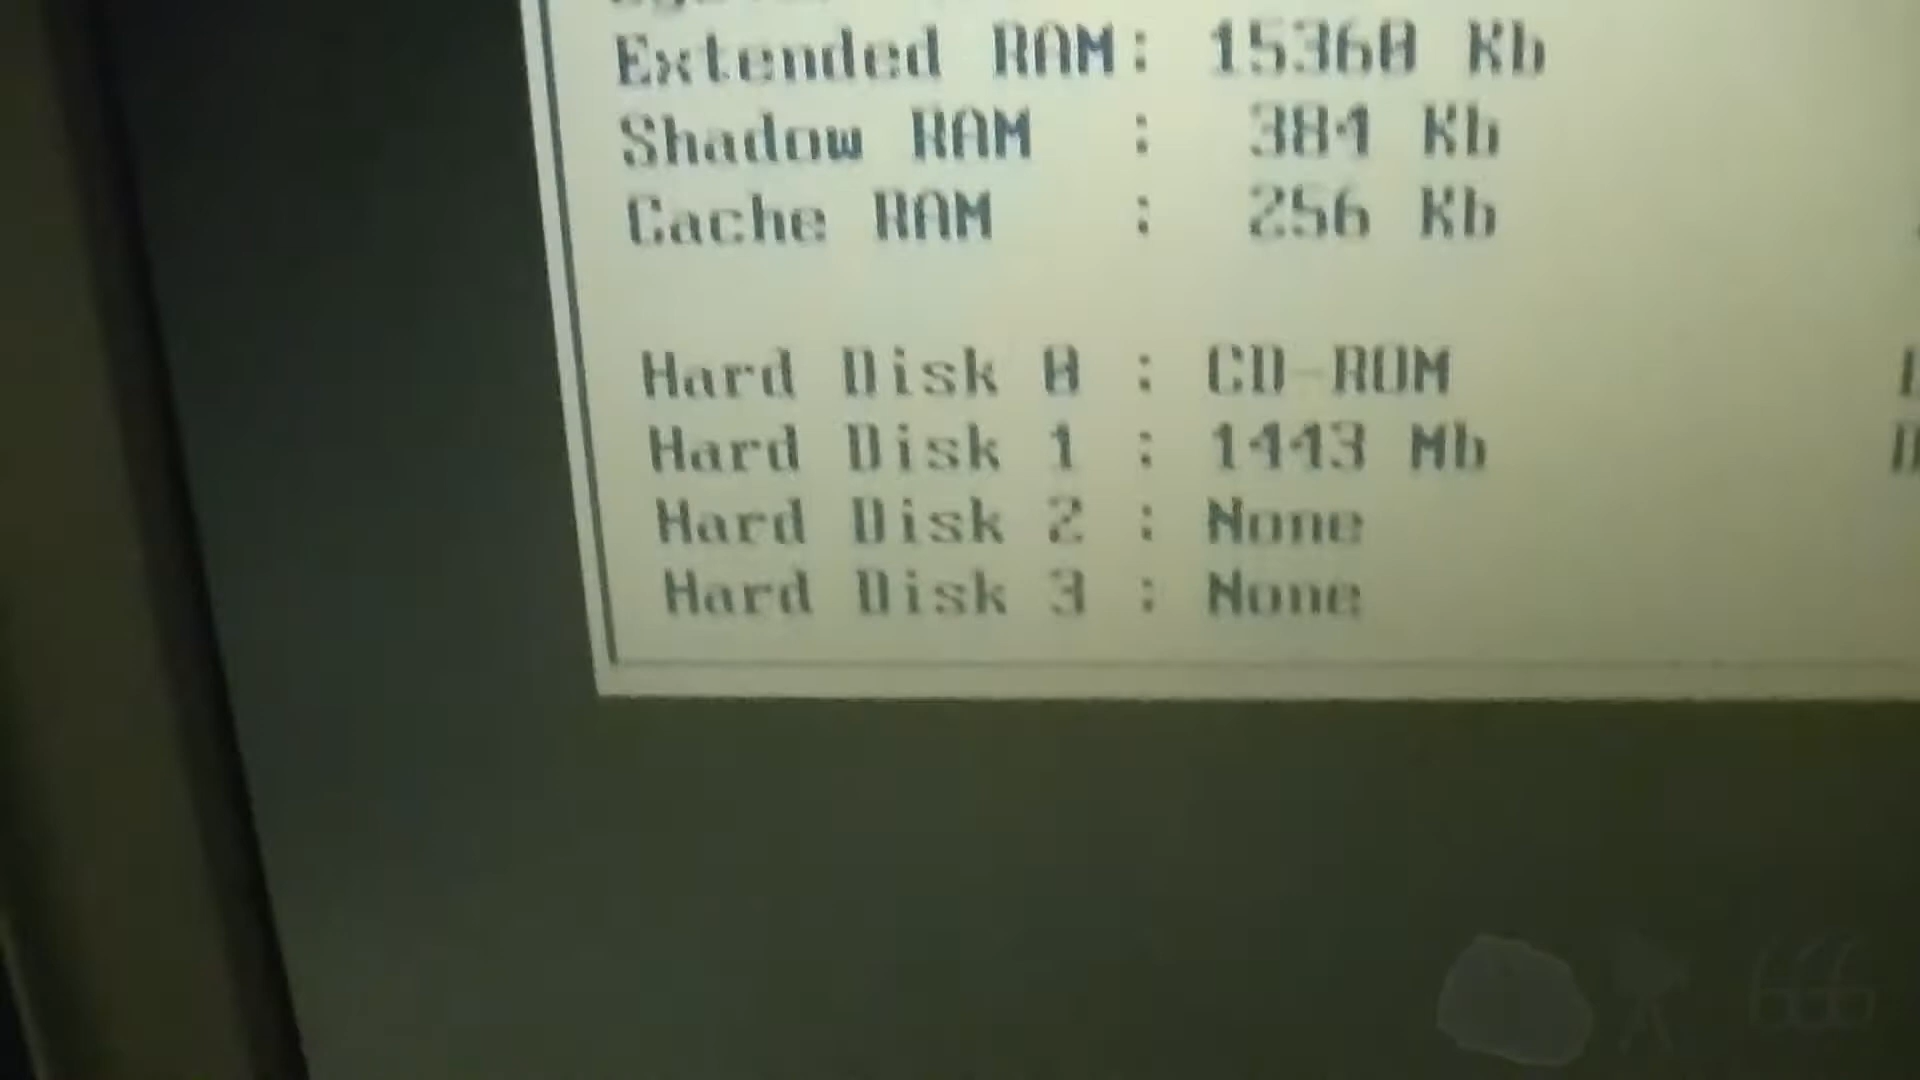 Extended RAM: 15360 Kb
Shadow RAM : 384 Kb
Cache RAM : 256 Kb
Hard Disk 0 : CD-ROM
Hard Disk 1 : 1443 Mb
Hard Disk 2 : None
Hard Disk 3 : None